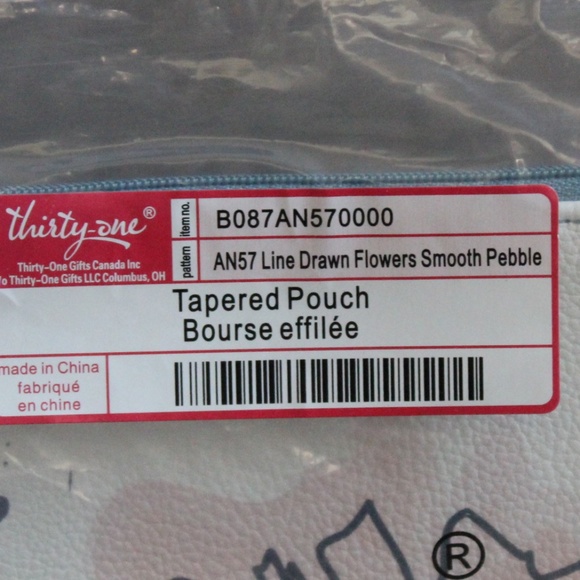 thirty-one®
Thirty-One Gifts Canada Inc
/o Thirty-One Gifts LLC Columbus, OH
item no.
B087AN570000
pattern
AN57 Line Drawn Flowers Smooth Pebble
Tapered Pouch
Bourse effilée
made in China
fabriqué
en chine
®